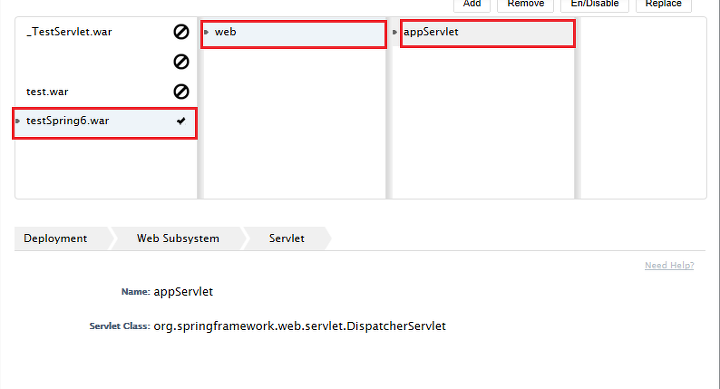 Add Remove En/Disable Replace
_TestServlet.war web appServlet
test.war
testSpring6.war
Deployment Web Subsystem Servlet
Need Help?
Name: appServlet
Servlet Class: org.springframework.web.servlet.DispatcherServlet